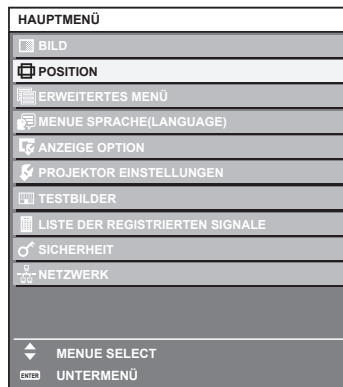 HAUPTMENÜ
BILD
POSITION
ERWEITERTES MENÜ
MENUE SPRACHE(LANGUAGE)
ANZEIGE OPTION
PROJEKTOR EINSTELLUNGEN
TESTBILDER
LISTE DER REGISTRIERTEN SIGNALE
SICHERHEIT
NETZWERK
MENUE SELECT
ENTER UNTERMENÜ